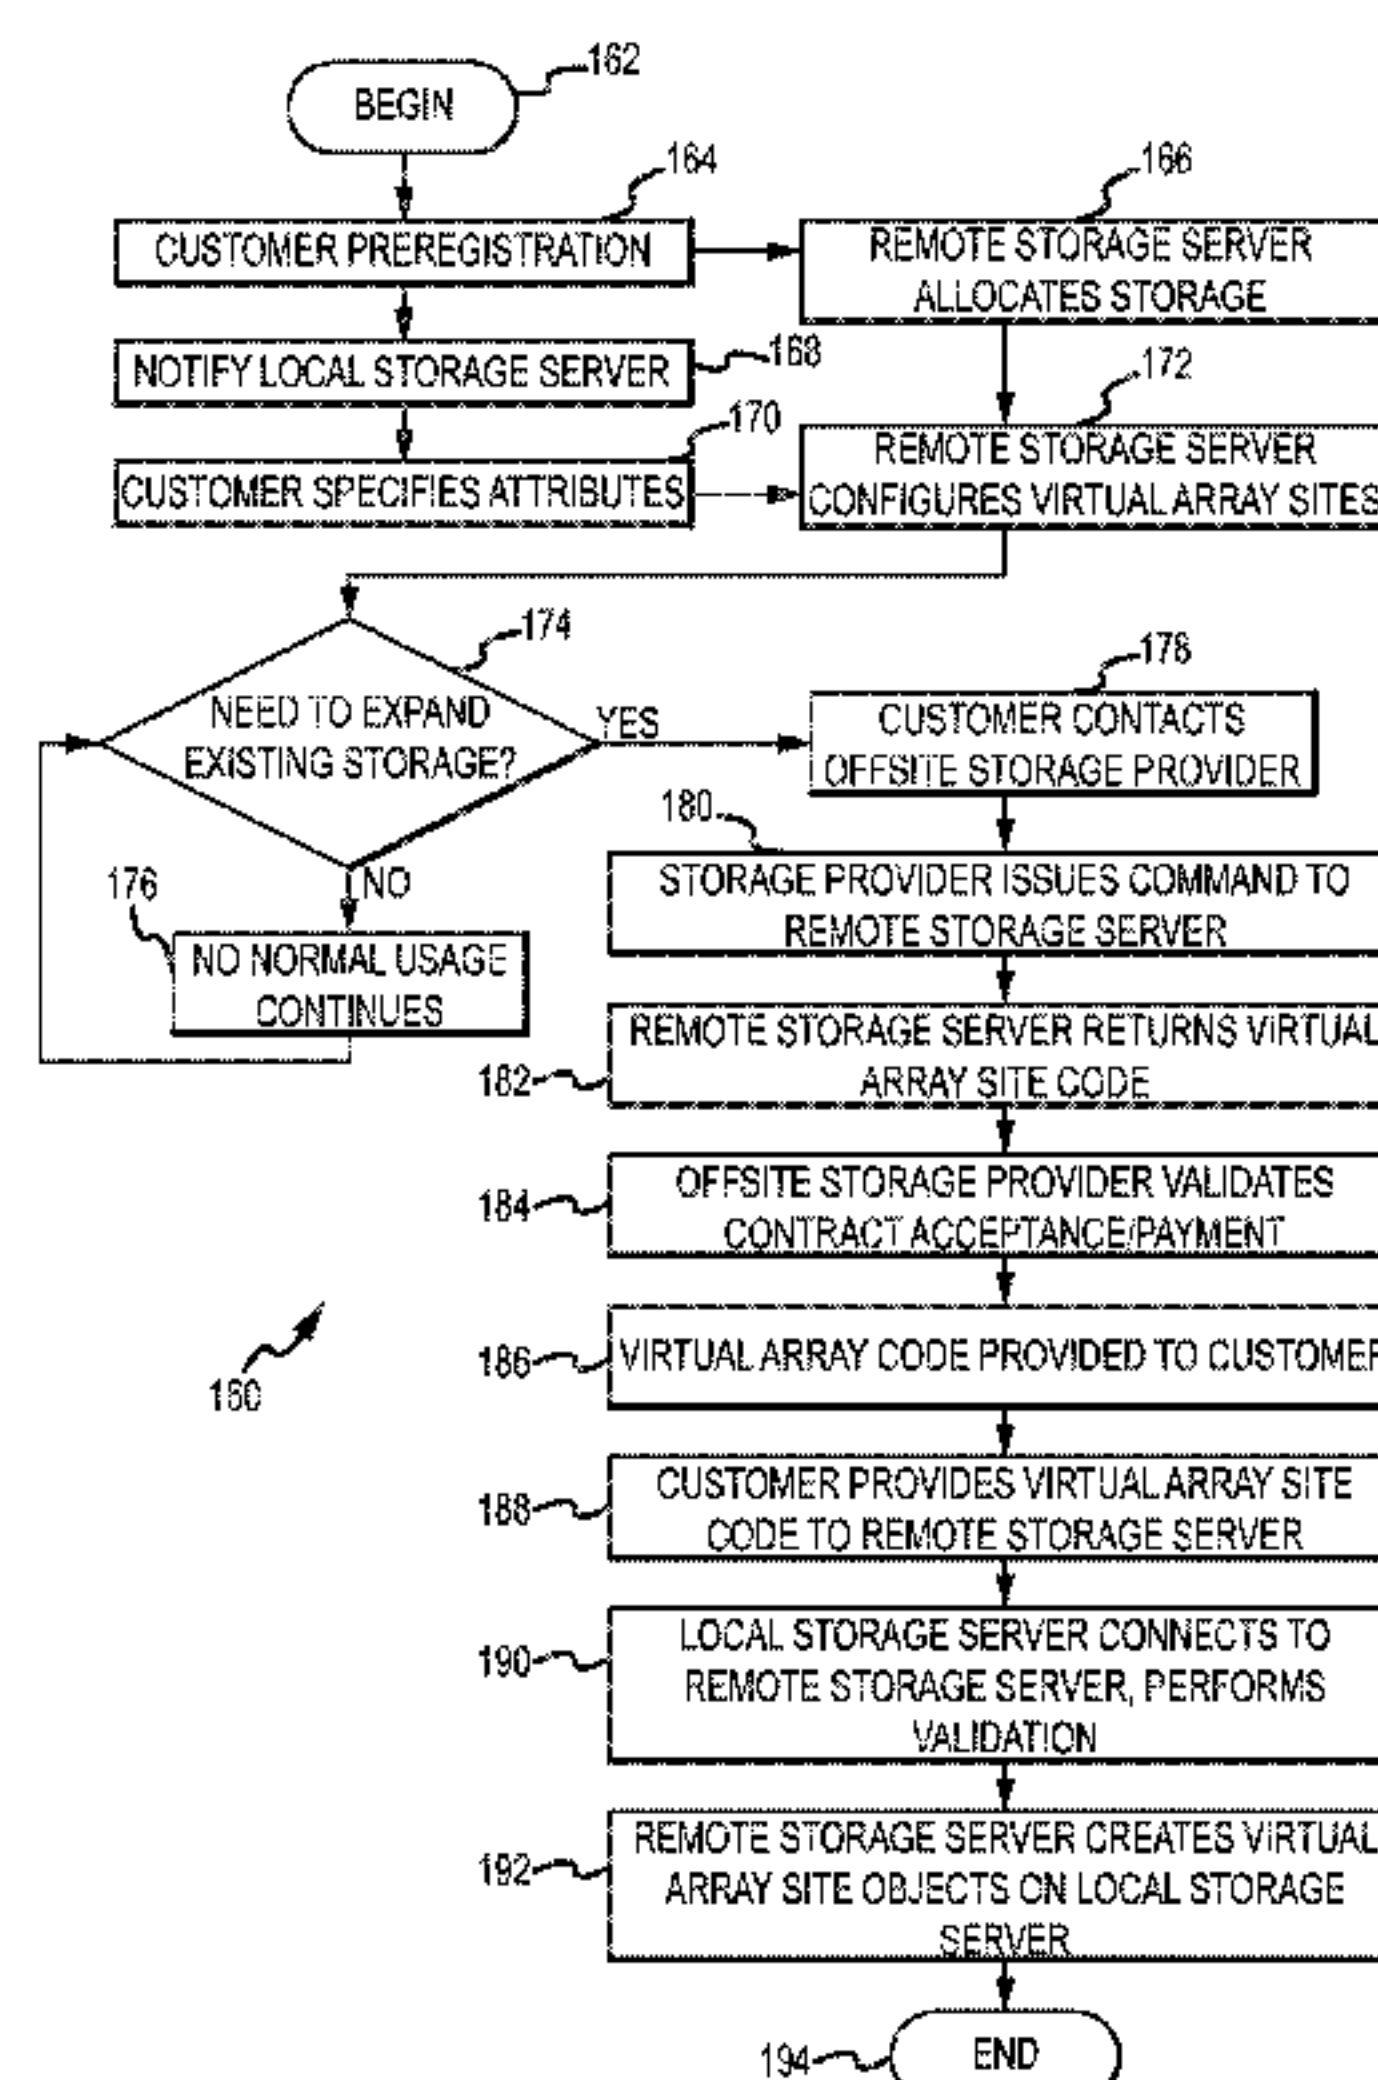 BEGIN
162
164
166
CUSTOMER PREREGISTRATION
REMOTE STORAGE SERVER
ALLOCATES STORAGE
NOTIFY LOCAL STORAGE SERVER
168
172
170
CUSTOMER SPECIFIES ATTRIBUTES
REMOTE STORAGE SERVER
CONFIGURES VIRTUAL ARRAY SITES
174
NEED TO EXPAND
EXISTING STORAGE?
YES
178
CUSTOMER CONTACTS
OFFSITE STORAGE PROVIDER
NO
176
NO NORMAL USAGE
CONTINUES
180
STORAGE PROVIDER ISSUES COMMAND TO
REMOTE STORAGE SERVER
182
REMOTE STORAGE SERVER RETURNS VIRTUAL
ARRAY SITE CODE
184
OFFSITE STORAGE PROVIDER VALIDATES
CONTRACT ACCEPTANCE/PAYMENT
160
186
VIRTUAL ARRAY CODE PROVIDED TO CUSTOMER
188
CUSTOMER PROVIDES VIRTUAL ARRAY SITE
CODE TO REMOTE STORAGE SERVER
190
LOCAL STORAGE SERVER CONNECTS TO
REMOTE STORAGE SERVER, PERFORMS
VALIDATION
192
REMOTE STORAGE SERVER CREATES VIRTUAL
ARRAY SITE OBJECTS ON LOCAL STORAGE
SERVER
194
END